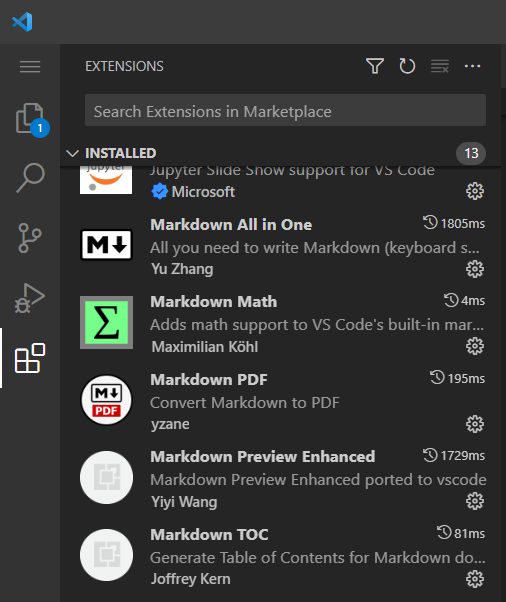 EXTENSIONS
1
Search Extensions in Marketplace
INSTALLED 13
Jupyter
Jupyter Slide Show support for VS Code
Microsoft
Markdown All in One 1805ms
M
All you need to write Markdown (keyboard s...
Yu Zhang
Markdown Math 4ms
Σ
Adds math support to VS Code's built-in mar...
Maximilian Köhl
Markdown PDF 195ms
M
PDF
Convert Markdown to PDF
yzane
Markdown Preview Enhanced 1729ms
Markdown Preview Enhanced ported to vscode
Yiyi Wang
Markdown TOC 81ms
Generate Table of Contents for Markdown do...
Joffrey Kern